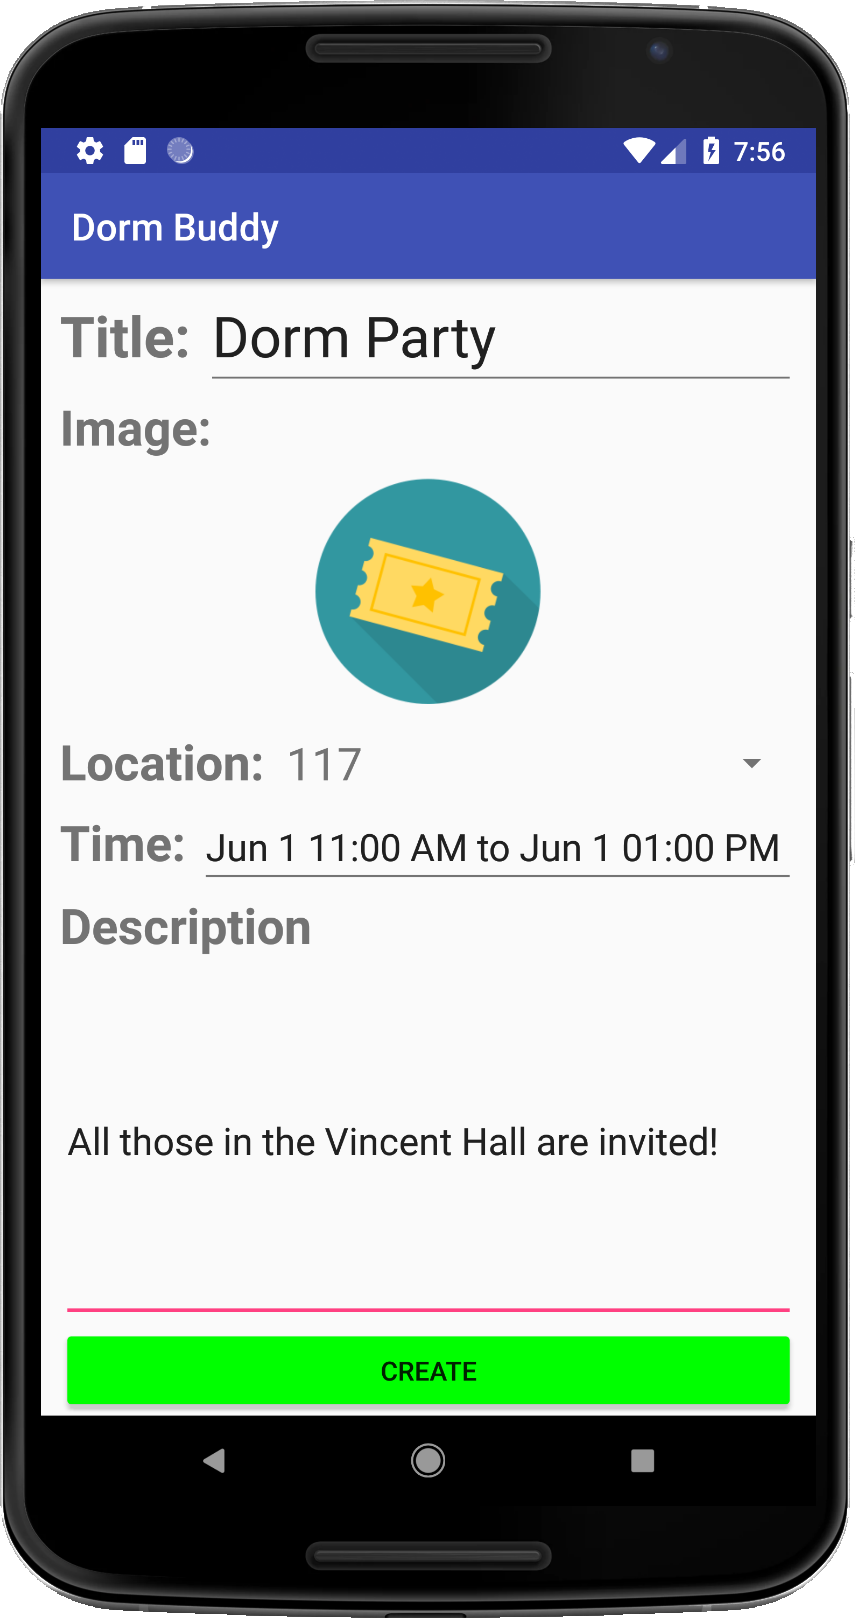 7:56
Dorm Buddy
Title: Dorm Party
Image:
Location: 117
Time: Jun 1 11:00 AM to Jun 1 01:00 PM
Description
All those in the Vincent Hall are invited!
CREATE